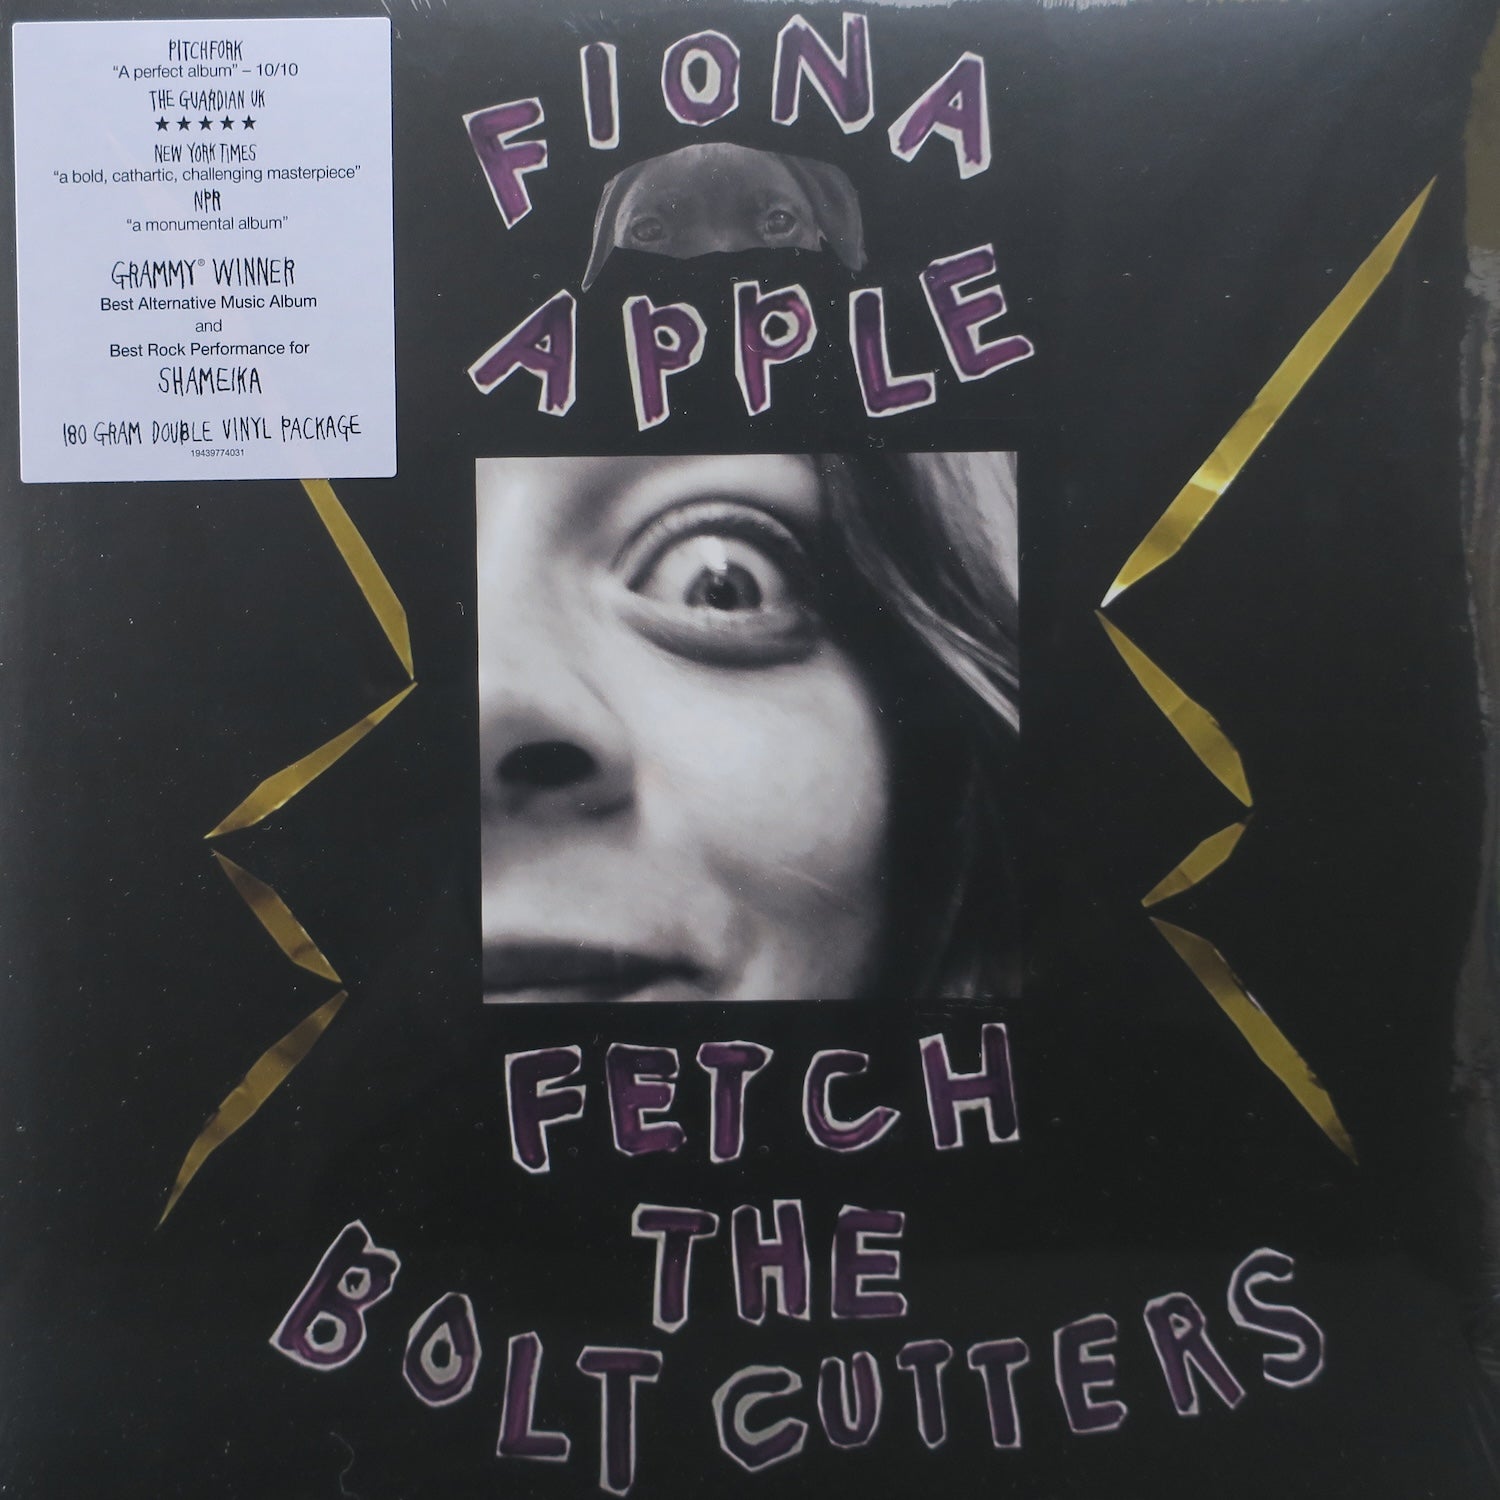 PITCHFORK
“A perfect album” – 10/10
THE GUARDIAN UK
★★★★★
NEW YORK TIMES
“a bold, cathartic, challenging masterpiece”
NPR
“a monumental album”
GRAMMY® WINNER
Best Alternative Music Album
and
Best Rock Performance for
SHAMEIKA
180 GRAM DOUBLE VINYL PACKAGE
19439774031
FIONA
APPLE
FETCH
THE
BOLT CUTTERS